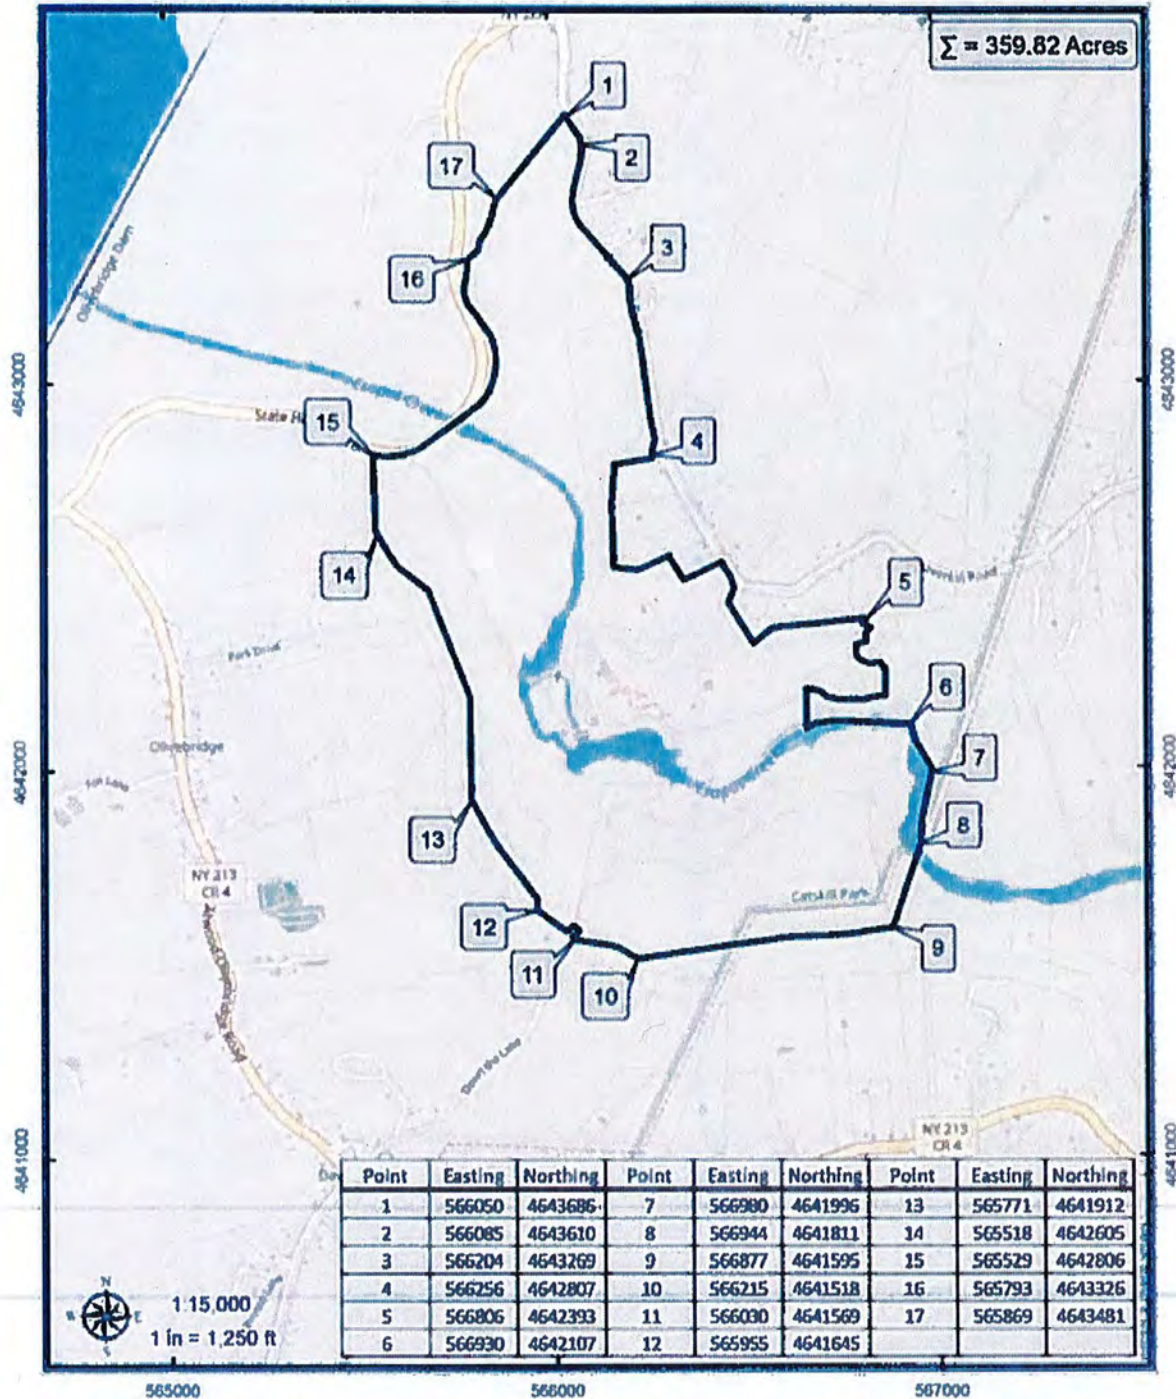 Σ = 359.82 Acres
1
2
17
3
16
Olivebridge Dam
4643000
4643000
State
15
4
5
14
Park Drive
6
Olivebridge
7
4642000
4642000
8
13
NY 213
CR 4
Catskill Park
12
9
11
10
Down the Lane
NY 213
CR 4
4641000
4641000
Point Easting Northing Point Easting Northing Point Easting Northing
1 566050 4643686 7 566980 4641996 13 565771 4641912
2 566085 4643610 8 566944 4641811 14 565518 4642605
3 566204 4643269 9 566877 4641595 15 565529 4642806
4 566256 4642807 10 566215 4641518 16 565793 4643326
5 566806 4642393 11 566030 4641569 17 565869 4643481
6 566930 4642107 12 565955 4641645
N
W E
S
1:15,000
1 in = 1,250 ft
565000 566000 567000